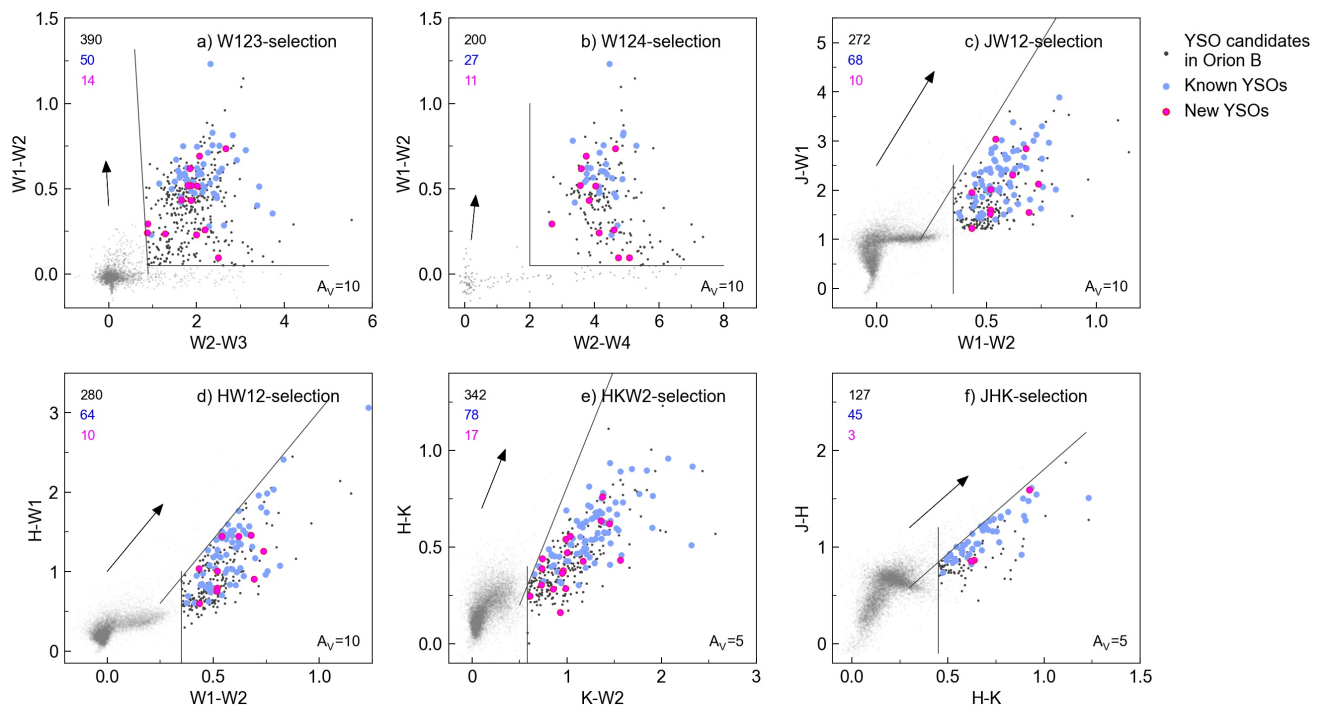 390
50
14
a) W123-selection
1.5
1.0
0.5
0.0
W1-W2
A_V=10
0 2 4 6
W2-W3
200
27
11
b) W124-selection
1.5
1.0
0.5
0.0
W1-W2
A_V=10
0 2 4 6 8
W2-W4
272
68
10
c) JW12-selection
5
4
3
2
1
0
J-W1
A_V=10
0.0 0.5 1.0
W1-W2
YSO candidates
in Orion B
Known YSOs
New YSOs
280
64
10
d) HW12-selection
3
2
1
0
H-W1
A_V=10
0.0 0.5 1.0
W1-W2
342
78
17
e) HKW2-selection
1.0
0.5
0.0
H-K
A_V=5
0 1 2 3
K-W2
127
45
3
f) JHK-selection
2
1
0
J-H
A_V=5
0.0 0.5 1.0 1.5
H-K